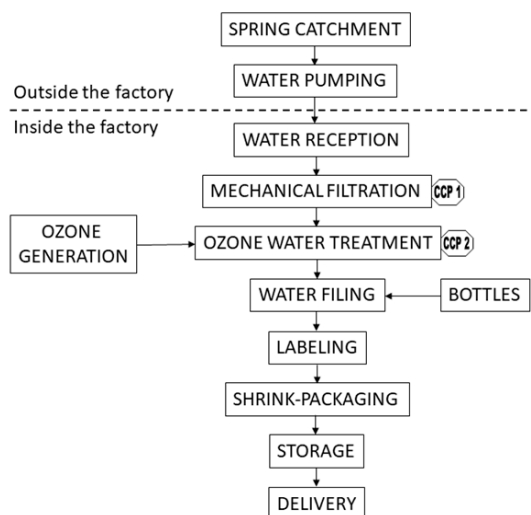 SPRING CATCHMENT
WATER PUMPING
Outside the factory
Inside the factory
WATER RECEPTION
MECHANICAL FILTRATION
CCP 1
OZONE
GENERATION
OZONE WATER TREATMENT
CCP 2
WATER FILING
BOTTLES
LABELING
SHRINK-PACKAGING
STORAGE
DELIVERY